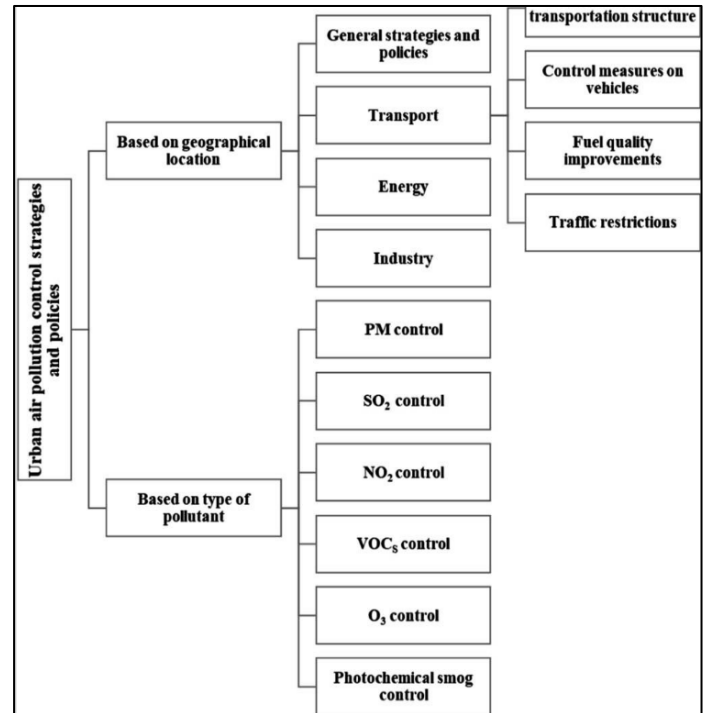 Urban air pollution control strategies
and policies
Based on geographical
location
General strategies and
policies
Transport
transportation structure
Control measures on
vehicles
Fuel quality
improvements
Traffic restrictions
Energy
Industry
Based on type of
pollutant
PM control
SO₂ control
NO₂ control
VOCₛ control
O₃ control
Photochemical smog
control